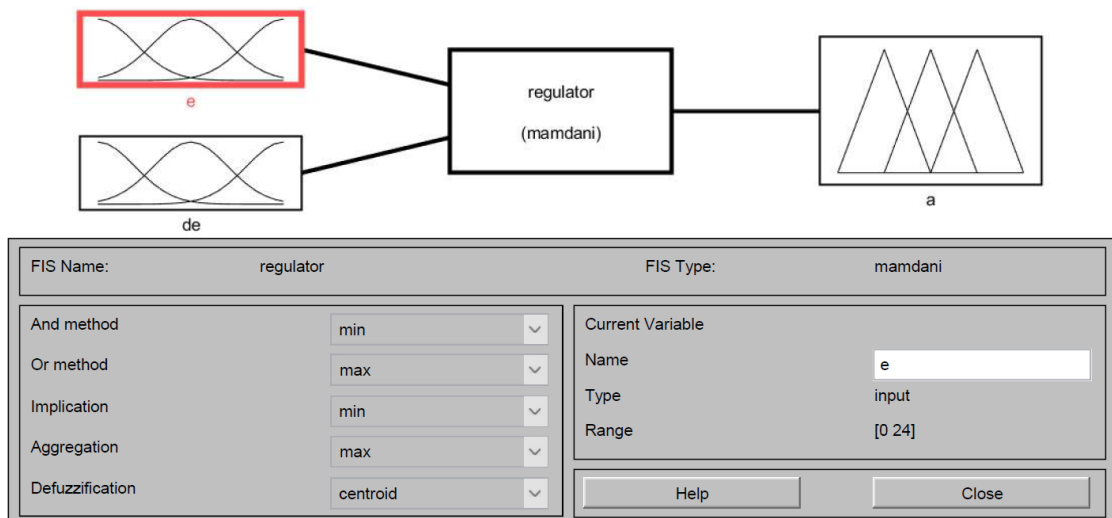 e
regulator
(mamdani)
a
de
FIS Name: regulator FIS Type: mamdani
And method min
Or method max
Implication min
Aggregation max
Defuzzification centroid
Current Variable
Name e
Type input
Range [0 24]
Help Close